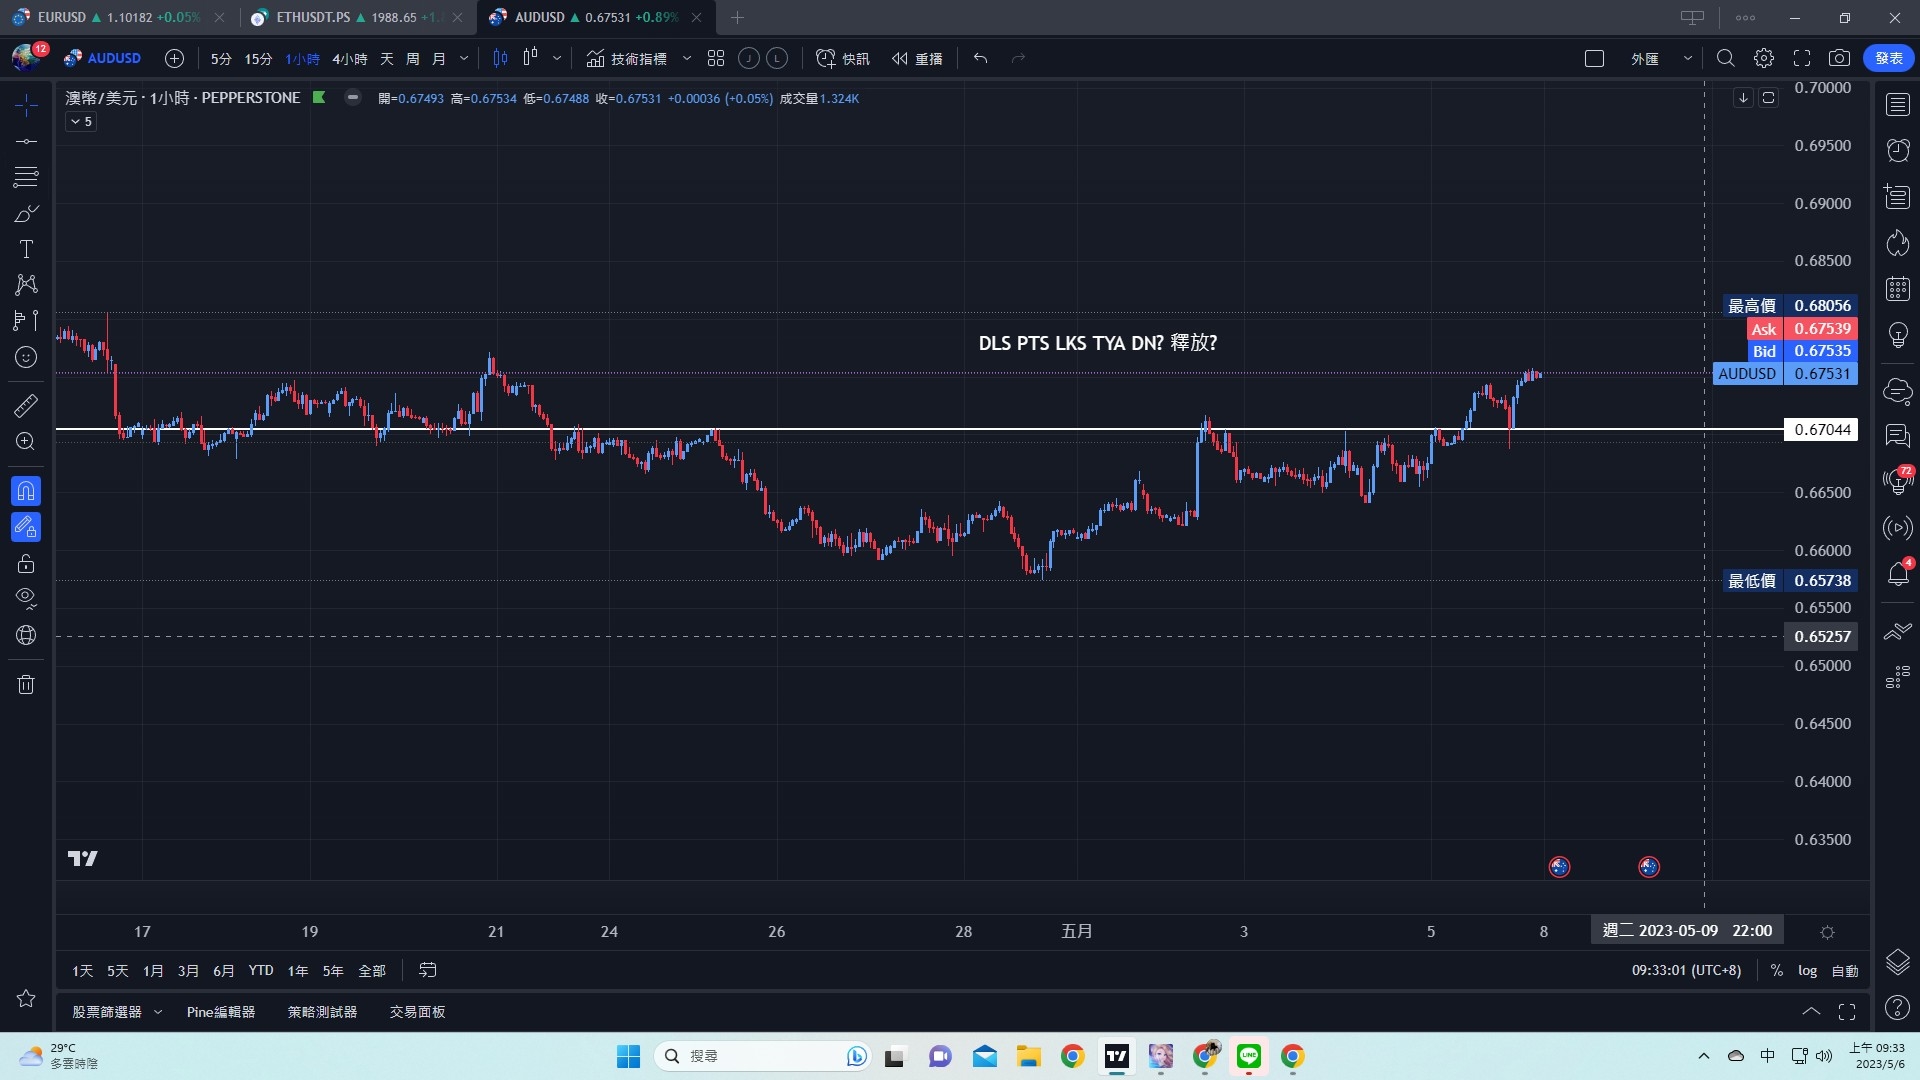 EURUSD ▲ 1.10182 +0.05%
ETHUSDT.PS ▲ 1988.65 +1.
AUDUSD ▲ 0.67531 +0.89%
12
AUDUSD 5分 15分 1小時 4小時 天 周 月 技術指標 J L 快訊 重播 外匯 發表
澳幣/美元 · 1小時 · PEPPERSTONE 開=0.67493 高=0.67534 低=0.67488 收=0.67531 +0.00036 (+0.05%) 成交量1.324K
5
0.70000
0.69500
0.69000
0.68500
最高價 0.68056
Ask 0.67539
DLS PTS LKS TYA DN? 釋放?
Bid 0.67535
AUDUSD 0.67531
0.67044
72
0.66500
0.66000
4
最低價 0.65738
0.65500
0.65257
0.65000
0.64500
0.64000
0.63500
17 19 21 24 26 28 五月 3 5 8 週二 2023-05-09 22:00
1天 5天 1月 3月 6月 YTD 1年 5年 全部 09:33:01 (UTC+8) % log 自動
股票篩選器 Pine編輯器 策略測試器 交易面板
29°C
多雲時陰
搜尋
LINE
中
上午 09:33
2023/5/6